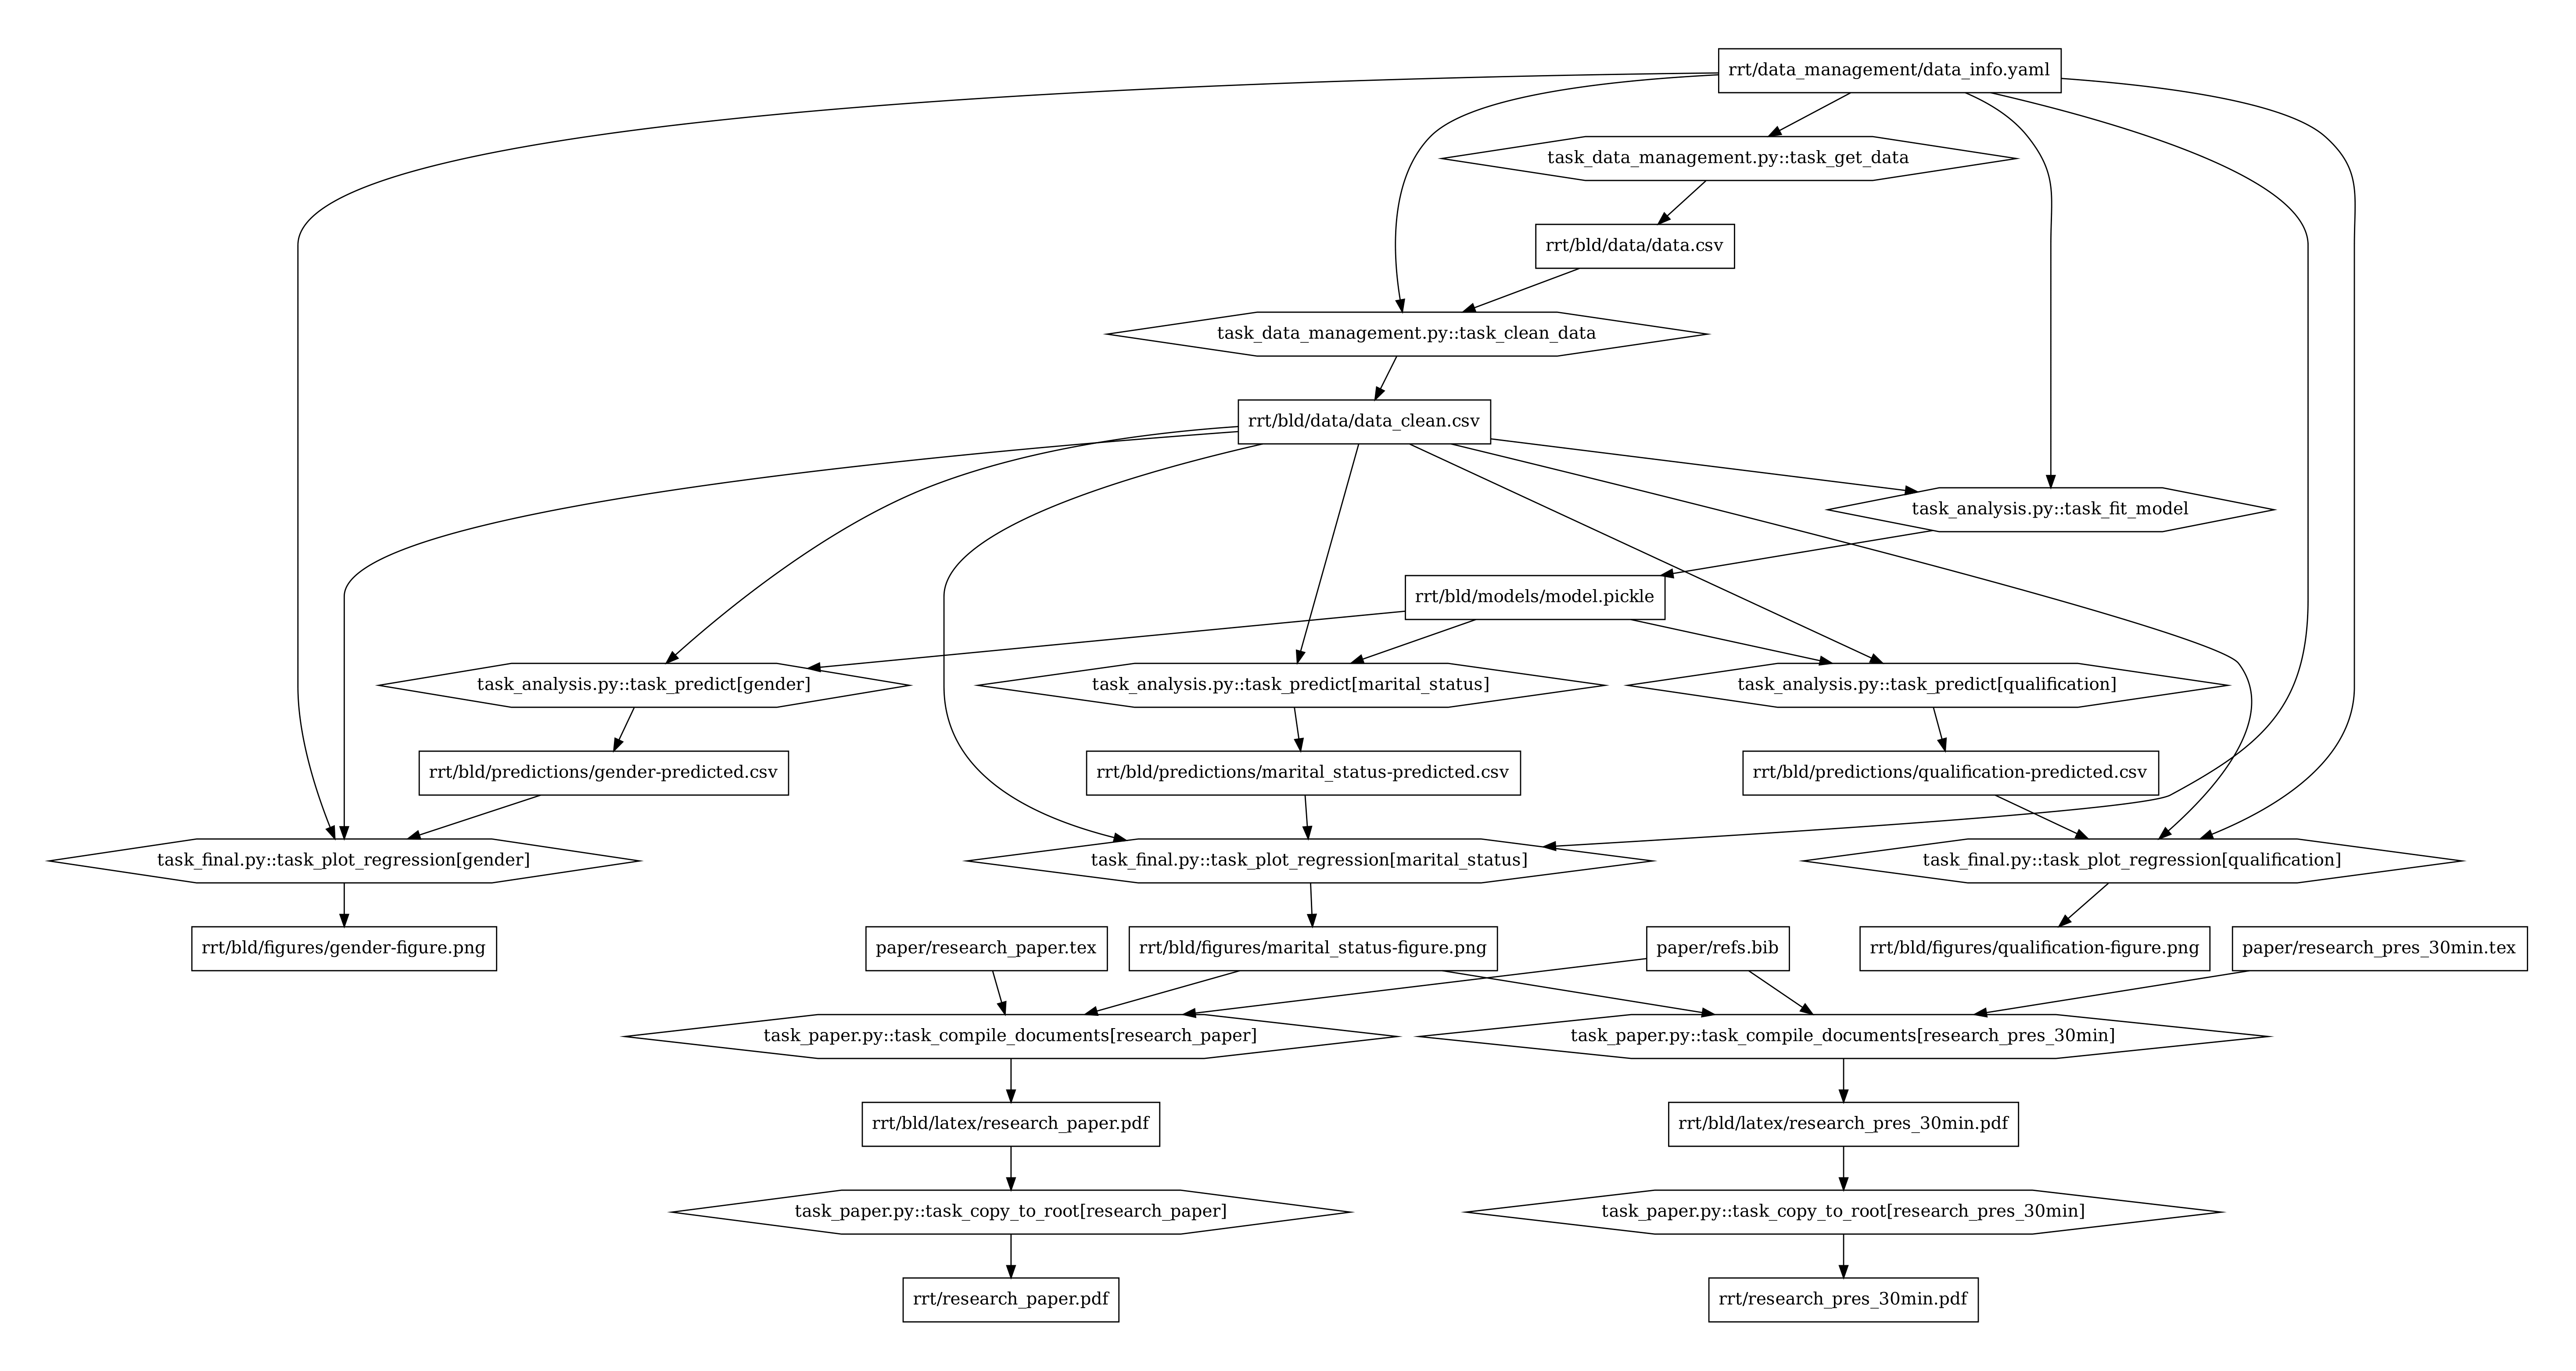 rrt/data_management/data_info.yaml
task_data_management.py::task_get_data
rrt/bld/data/data.csv
task_data_management.py::task_clean_data
rrt/bld/data/data_clean.csv
task_analysis.py::task_fit_model
rrt/bld/models/model.pickle
task_analysis.py::task_predict[gender]
task_analysis.py::task_predict[marital_status]
task_analysis.py::task_predict[qualification]
rrt/bld/predictions/gender-predicted.csv
rrt/bld/predictions/marital_status-predicted.csv
rrt/bld/predictions/qualification-predicted.csv
task_final.py::task_plot_regression[gender]
task_final.py::task_plot_regression[marital_status]
task_final.py::task_plot_regression[qualification]
rrt/bld/figures/gender-figure.png
paper/research_paper.tex
rrt/bld/figures/marital_status-figure.png
paper/refs.bib
rrt/bld/figures/qualification-figure.png
paper/research_pres_30min.tex
task_paper.py::task_compile_documents[research_paper]
task_paper.py::task_compile_documents[research_pres_30min]
rrt/bld/latex/research_paper.pdf
rrt/bld/latex/research_pres_30min.pdf
task_paper.py::task_copy_to_root[research_paper]
task_paper.py::task_copy_to_root[research_pres_30min]
rrt/research_paper.pdf
rrt/research_pres_30min.pdf